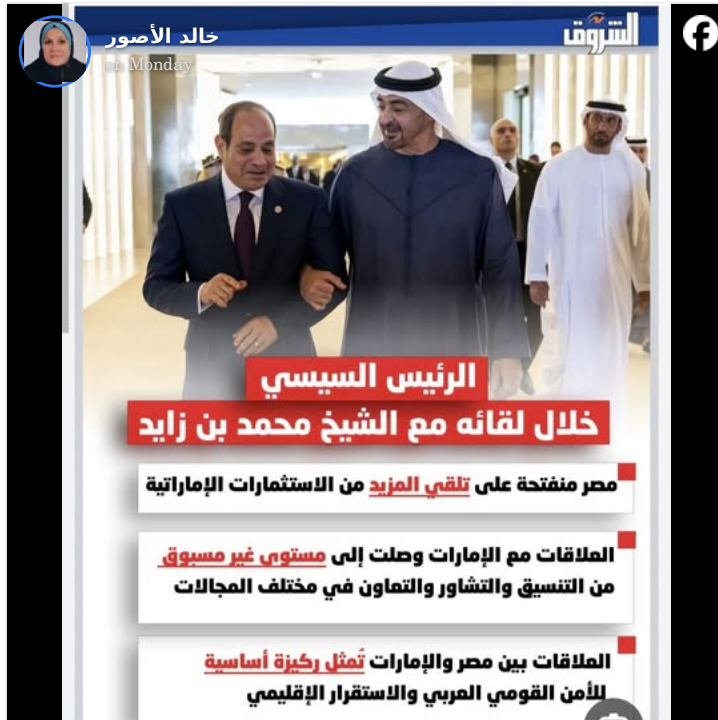 خالد الأصور
on Monday
الشروق
الرئيس السيسي
خلال لقائه مع الشيخ محمد بن زايد
مصر منفتحة على تلقي المزيد من الاستثمارات الإماراتية
العلاقات مع الإمارات وصلت إلى مستوى غير مسبوق
من التنسيق والتشاور والتعاون في مختلف المجالات
العلاقات بين مصر والإمارات تُمثل ركيزة أساسية
للأمن القومي العربي والاستقرار الإقليمي